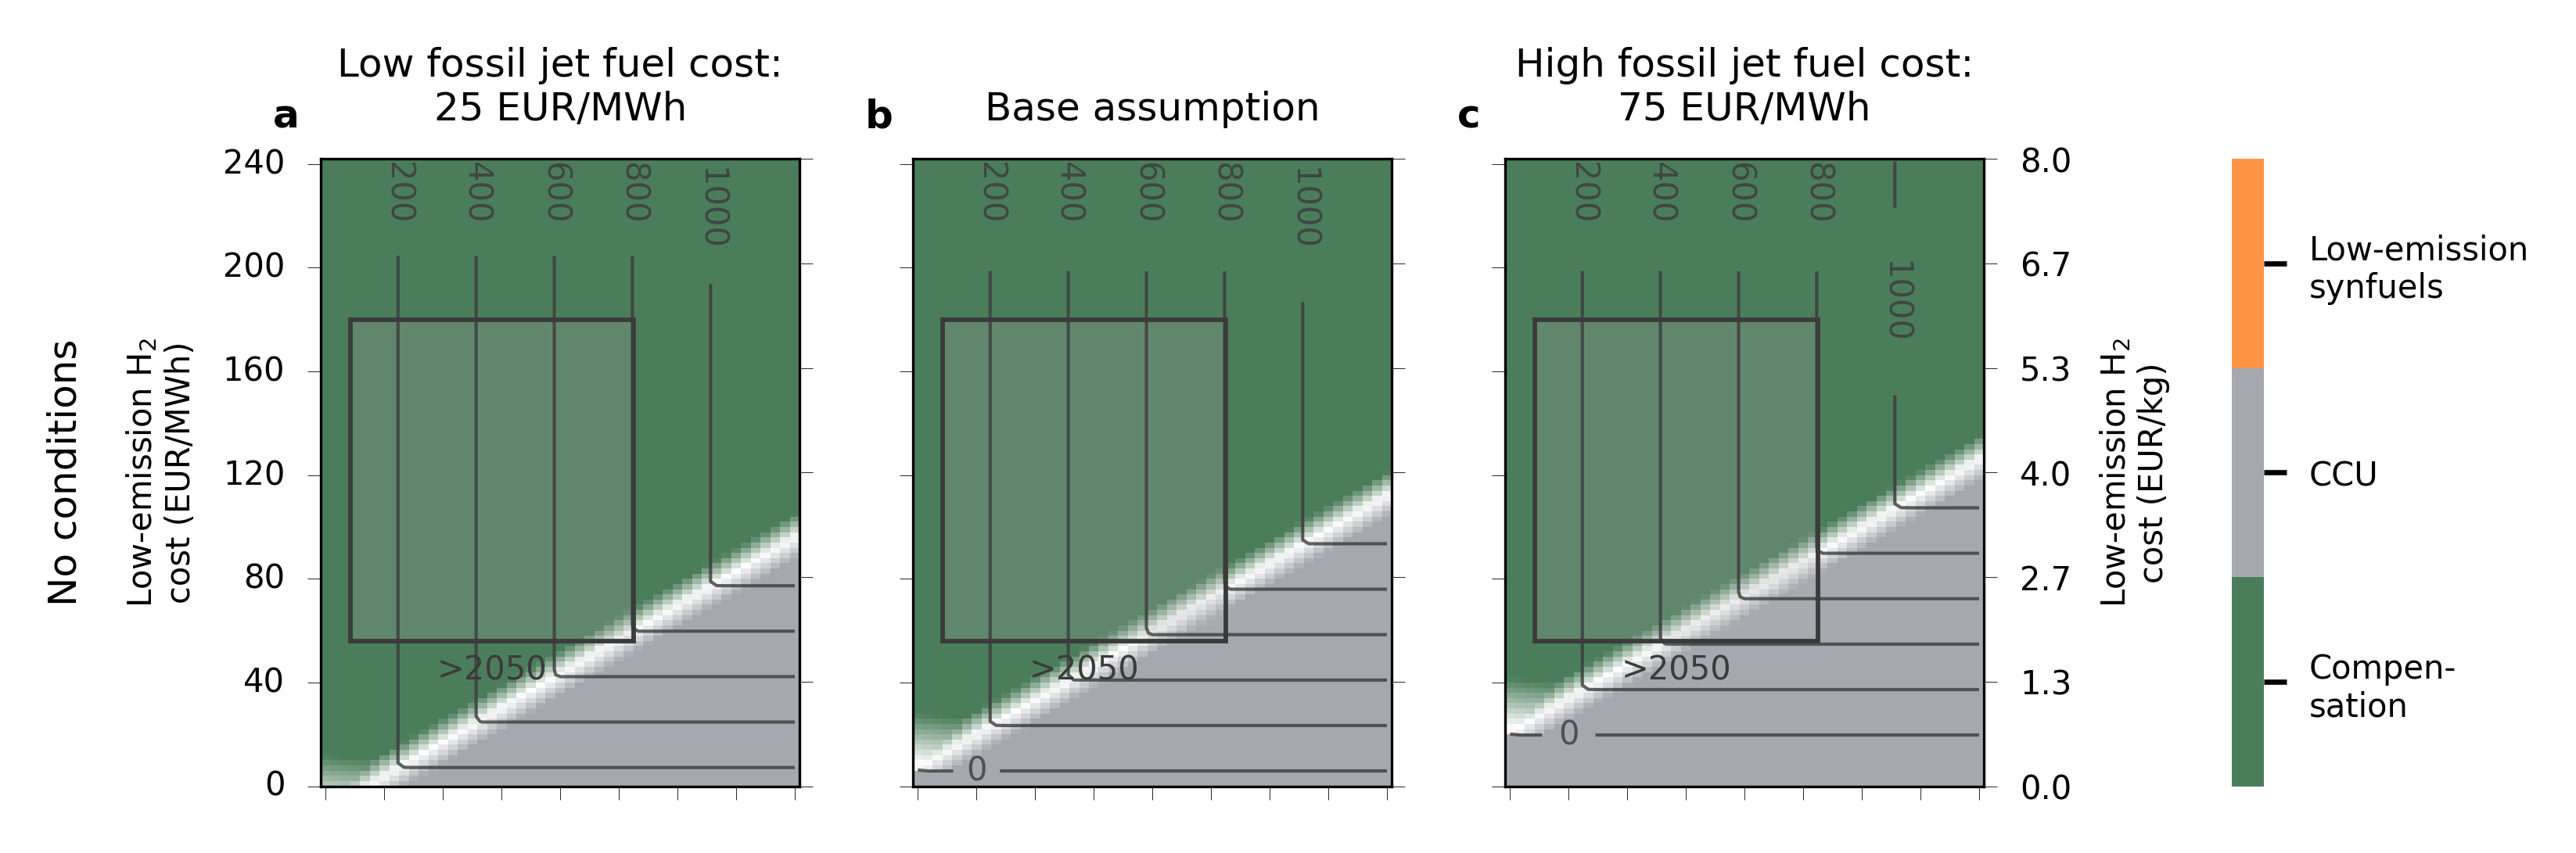 Low fossil jet fuel cost:
25 EUR/MWh
Base assumption
High fossil jet fuel cost:
75 EUR/MWh
a
b
c
No conditions
Low-emission H₂
cost (EUR/MWh)
240
200
160
120
80
40
0
200
400
600
800
1000
>2050
200
400
600
800
1000
>2050
0
200
400
600
800
1000
>2050
0
8.0
6.7
5.3
4.0
2.7
1.3
0.0
Low-emission H₂
cost (EUR/kg)
Low-emission
synfuels
CCU
Compen-
sation